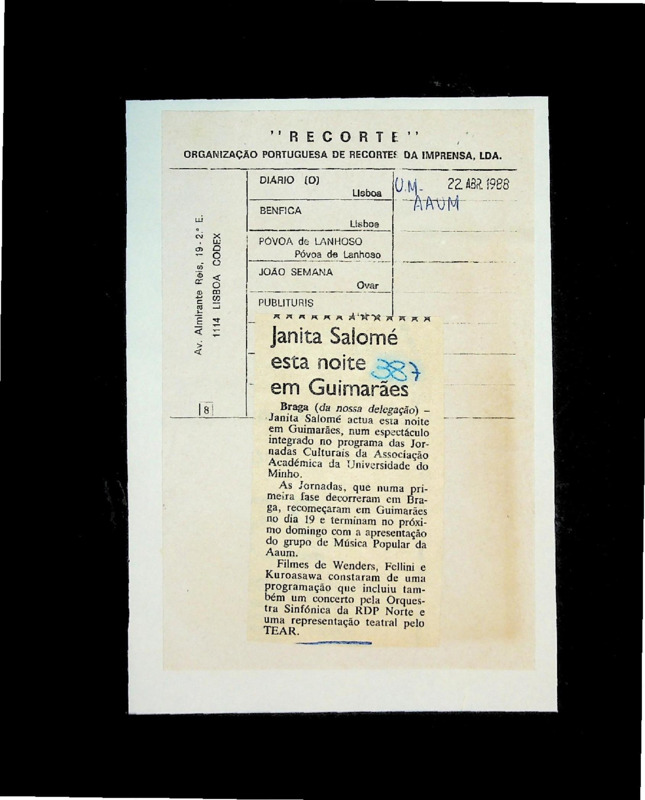 "RECORTE"
ORGANIZAÇÃO PORTUGUESA DE RECORTES DA IMPRENSA, LDA.
Av. Almirante Reis, 19-2.º E.
1114 LISBOA CODEX
8
DIARIO (O)
Lisboa
BENFICA
Lisboa
PÓVOA de LANHOSO
Póvoa de Lanhoso
JOÃO SEMANA
Ovar
PUBLITURIS
U.M.
AAUM
22 ABR. 1988
Janita Salomé
esta noite
em Guimarães
387
Braga (da nossa delegação) –
Janita Salomé actua esta noite
em Guimarães, num espectáculo
integrado no programa das Jor-
nadas Culturais da Associação
Académica da Universidade do
Minho.
As Jornadas, que numa pri-
meira fase decorreram em Bra-
ga, recomeçaram em Guimarães
no dia 19 e terminam no próxi-
mo domingo com a apresentação
do grupo de Música Popular da
Aaum.
Filmes de Wenders, Fellini e
Kuroasawa constaram de uma
programação que incluiu tam-
bém um concerto pela Orques-
tra Sinfónica da RDP Norte e
uma representação teatral pelo
TEAR.